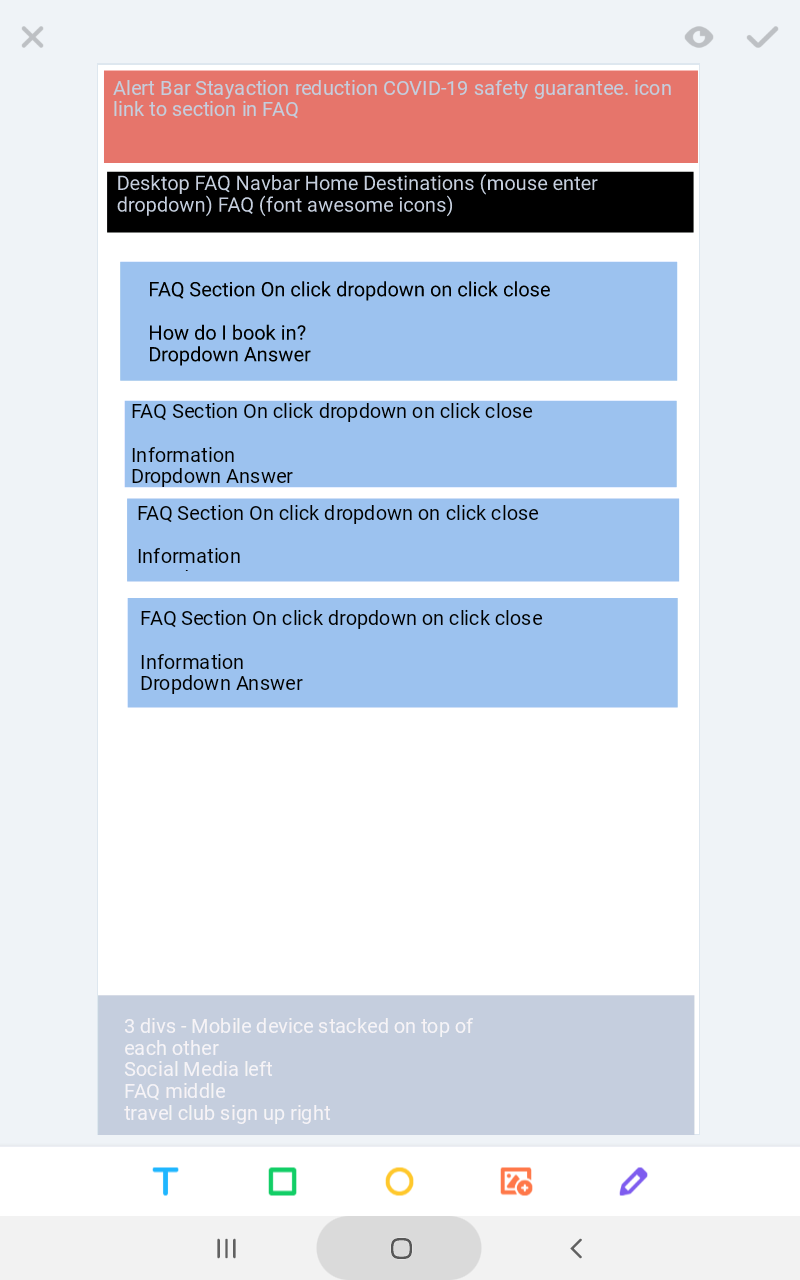 Alert Bar Stayaction reduction COVID-19 safety guarantee. icon
link to section in FAQ
Desktop FAQ Navbar Home Destinations (mouse enter
dropdown) FAQ (font awesome icons)
FAQ Section On click dropdown on click close
How do I book in?
Dropdown Answer
FAQ Section On click dropdown on click close
Information
Dropdown Answer
FAQ Section On click dropdown on click close
Information
FAQ Section On click dropdown on click close
Information
Dropdown Answer
3 divs - Mobile device stacked on top of
each other
Social Media left
FAQ middle
travel club sign up right